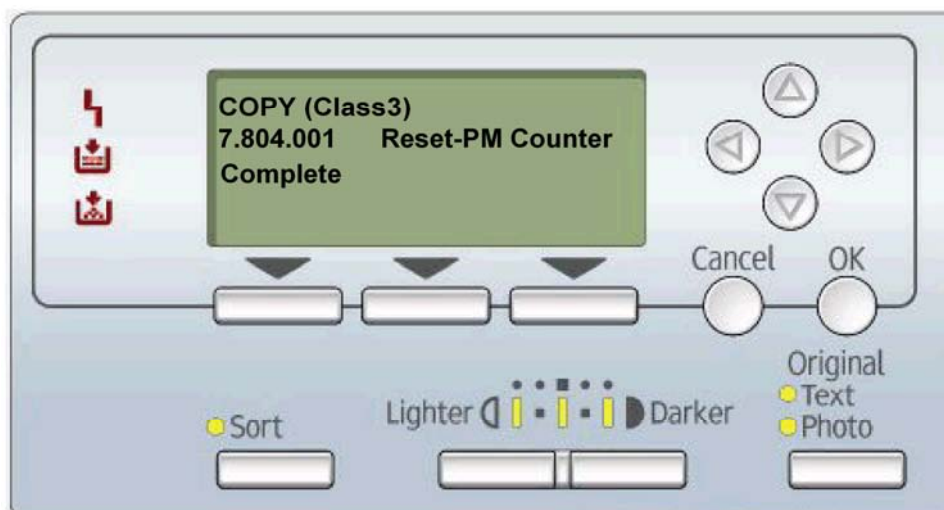 COPY (Class3)
7.804.001 Reset-PM Counter
Complete
Cancel OK
Original
Text
Photo
Sort
Lighter Darker